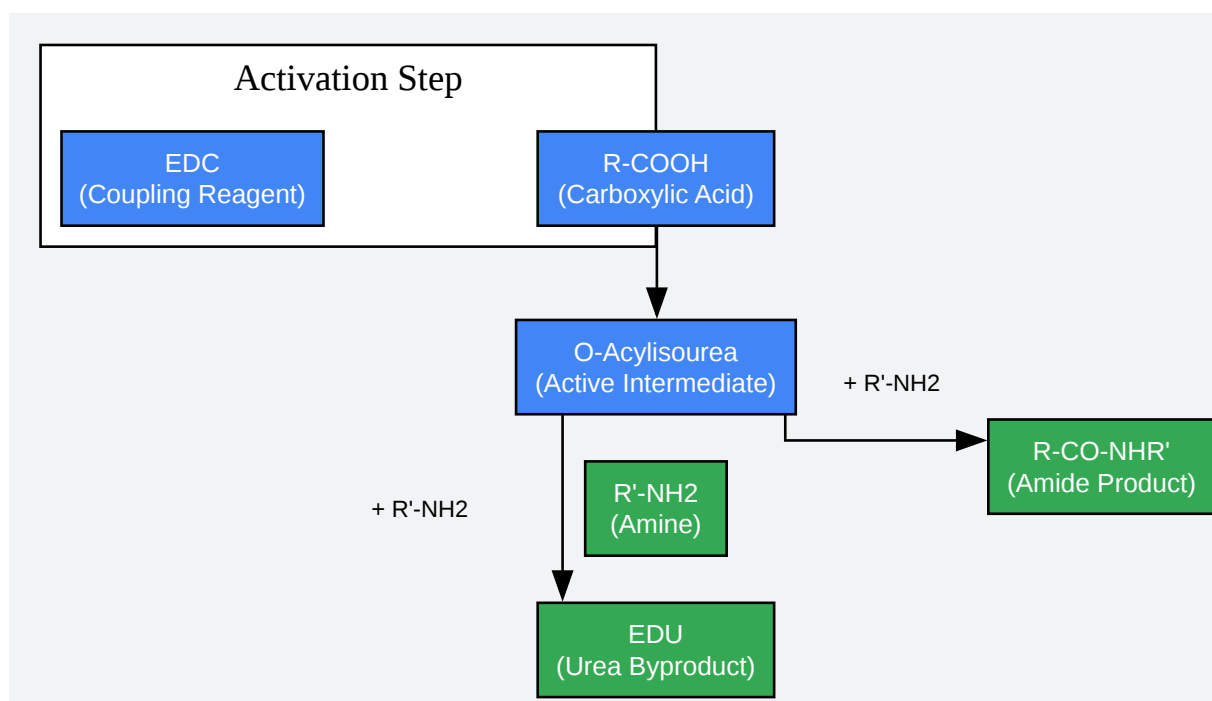 Activation Step
EDC
(Coupling Reagent)
R-COOH
(Carboxylic Acid)
O-Acylisourea
(Active Intermediate)
+ R'-NH2
R-CO-NHR'
(Amide Product)
+ R'-NH2
R'-NH2
(Amine)
EDU
(Urea Byproduct)